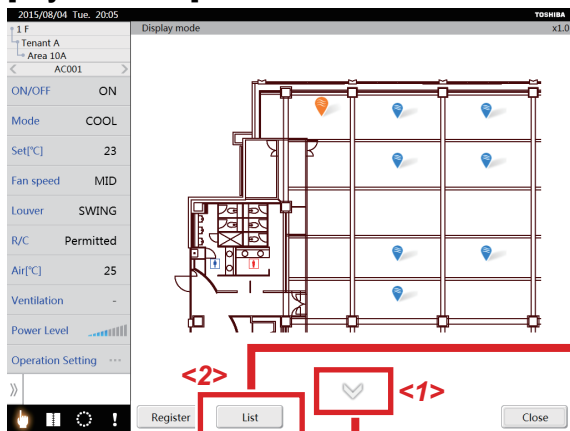 2015/08/04 Tue. 20:05
TOSHIBA
1 F
Tenant A
Area 10A
< AC001 >
ON/OFF ON
Mode COOL
Set[°C] 23
Fan speed MID
Louver SWING
R/C Permitted
Air[°C] 25
Ventilation -
Power Level
Operation Setting ···
Display mode x1.0
<2>
<1>
Register List Close